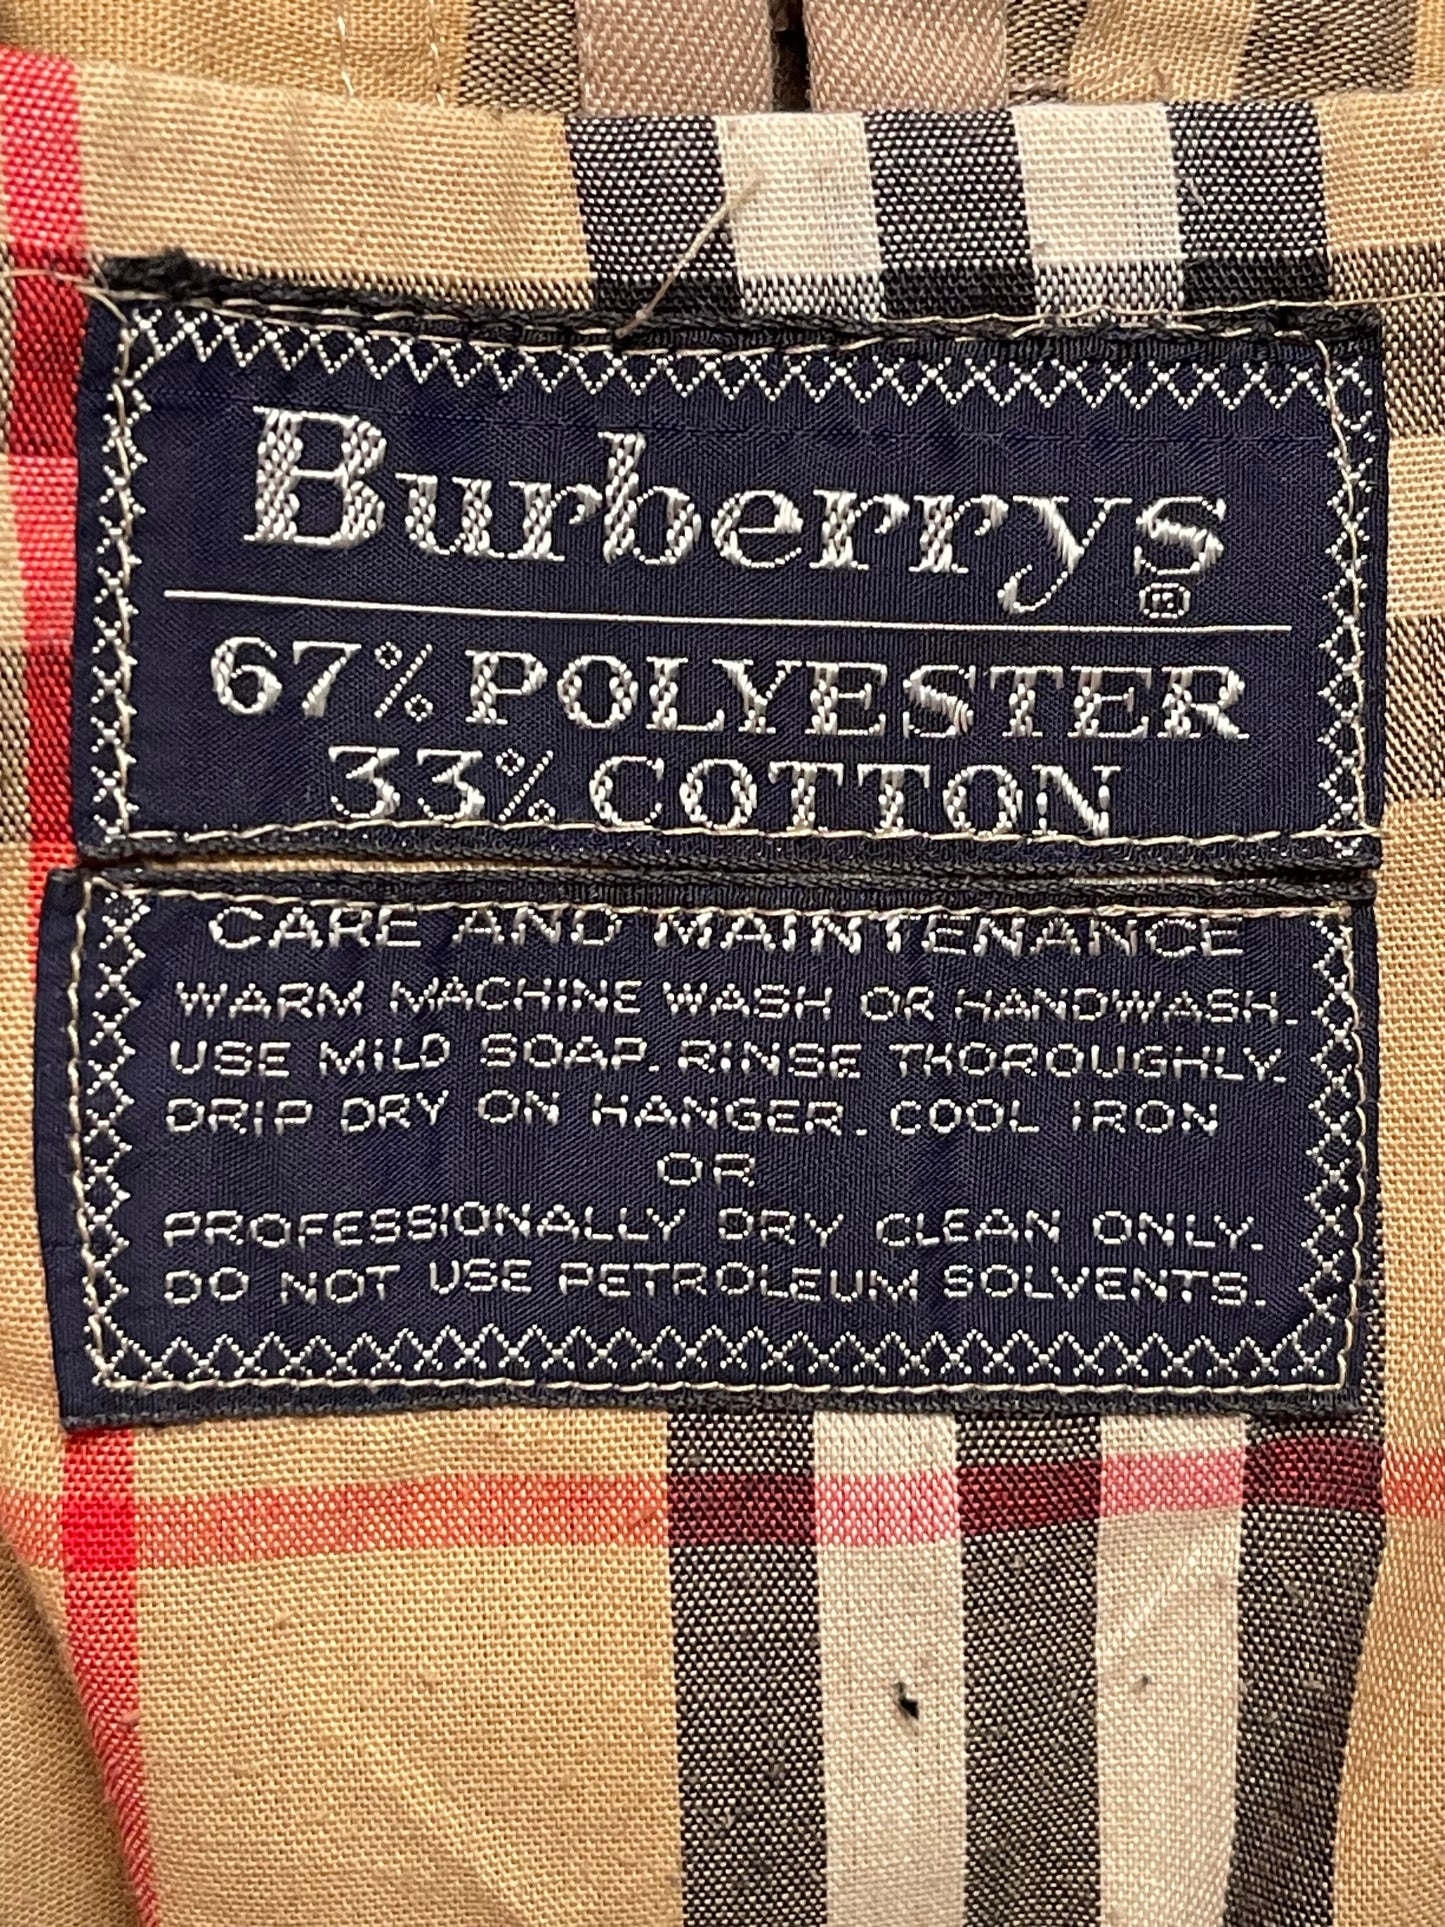 Burberrys®
67% POLYESTER
33% COTTON
CARE AND MAINTENANCE
WARM MACHINE WASH OR HANDWASH.
USE MILD SOAP. RINSE THOROUGHLY.
DRIP DRY ON HANGER. COOL IRON
OR
PROFESSIONALLY DRY CLEAN ONLY.
DO NOT USE PETROLEUM SOLVENTS.